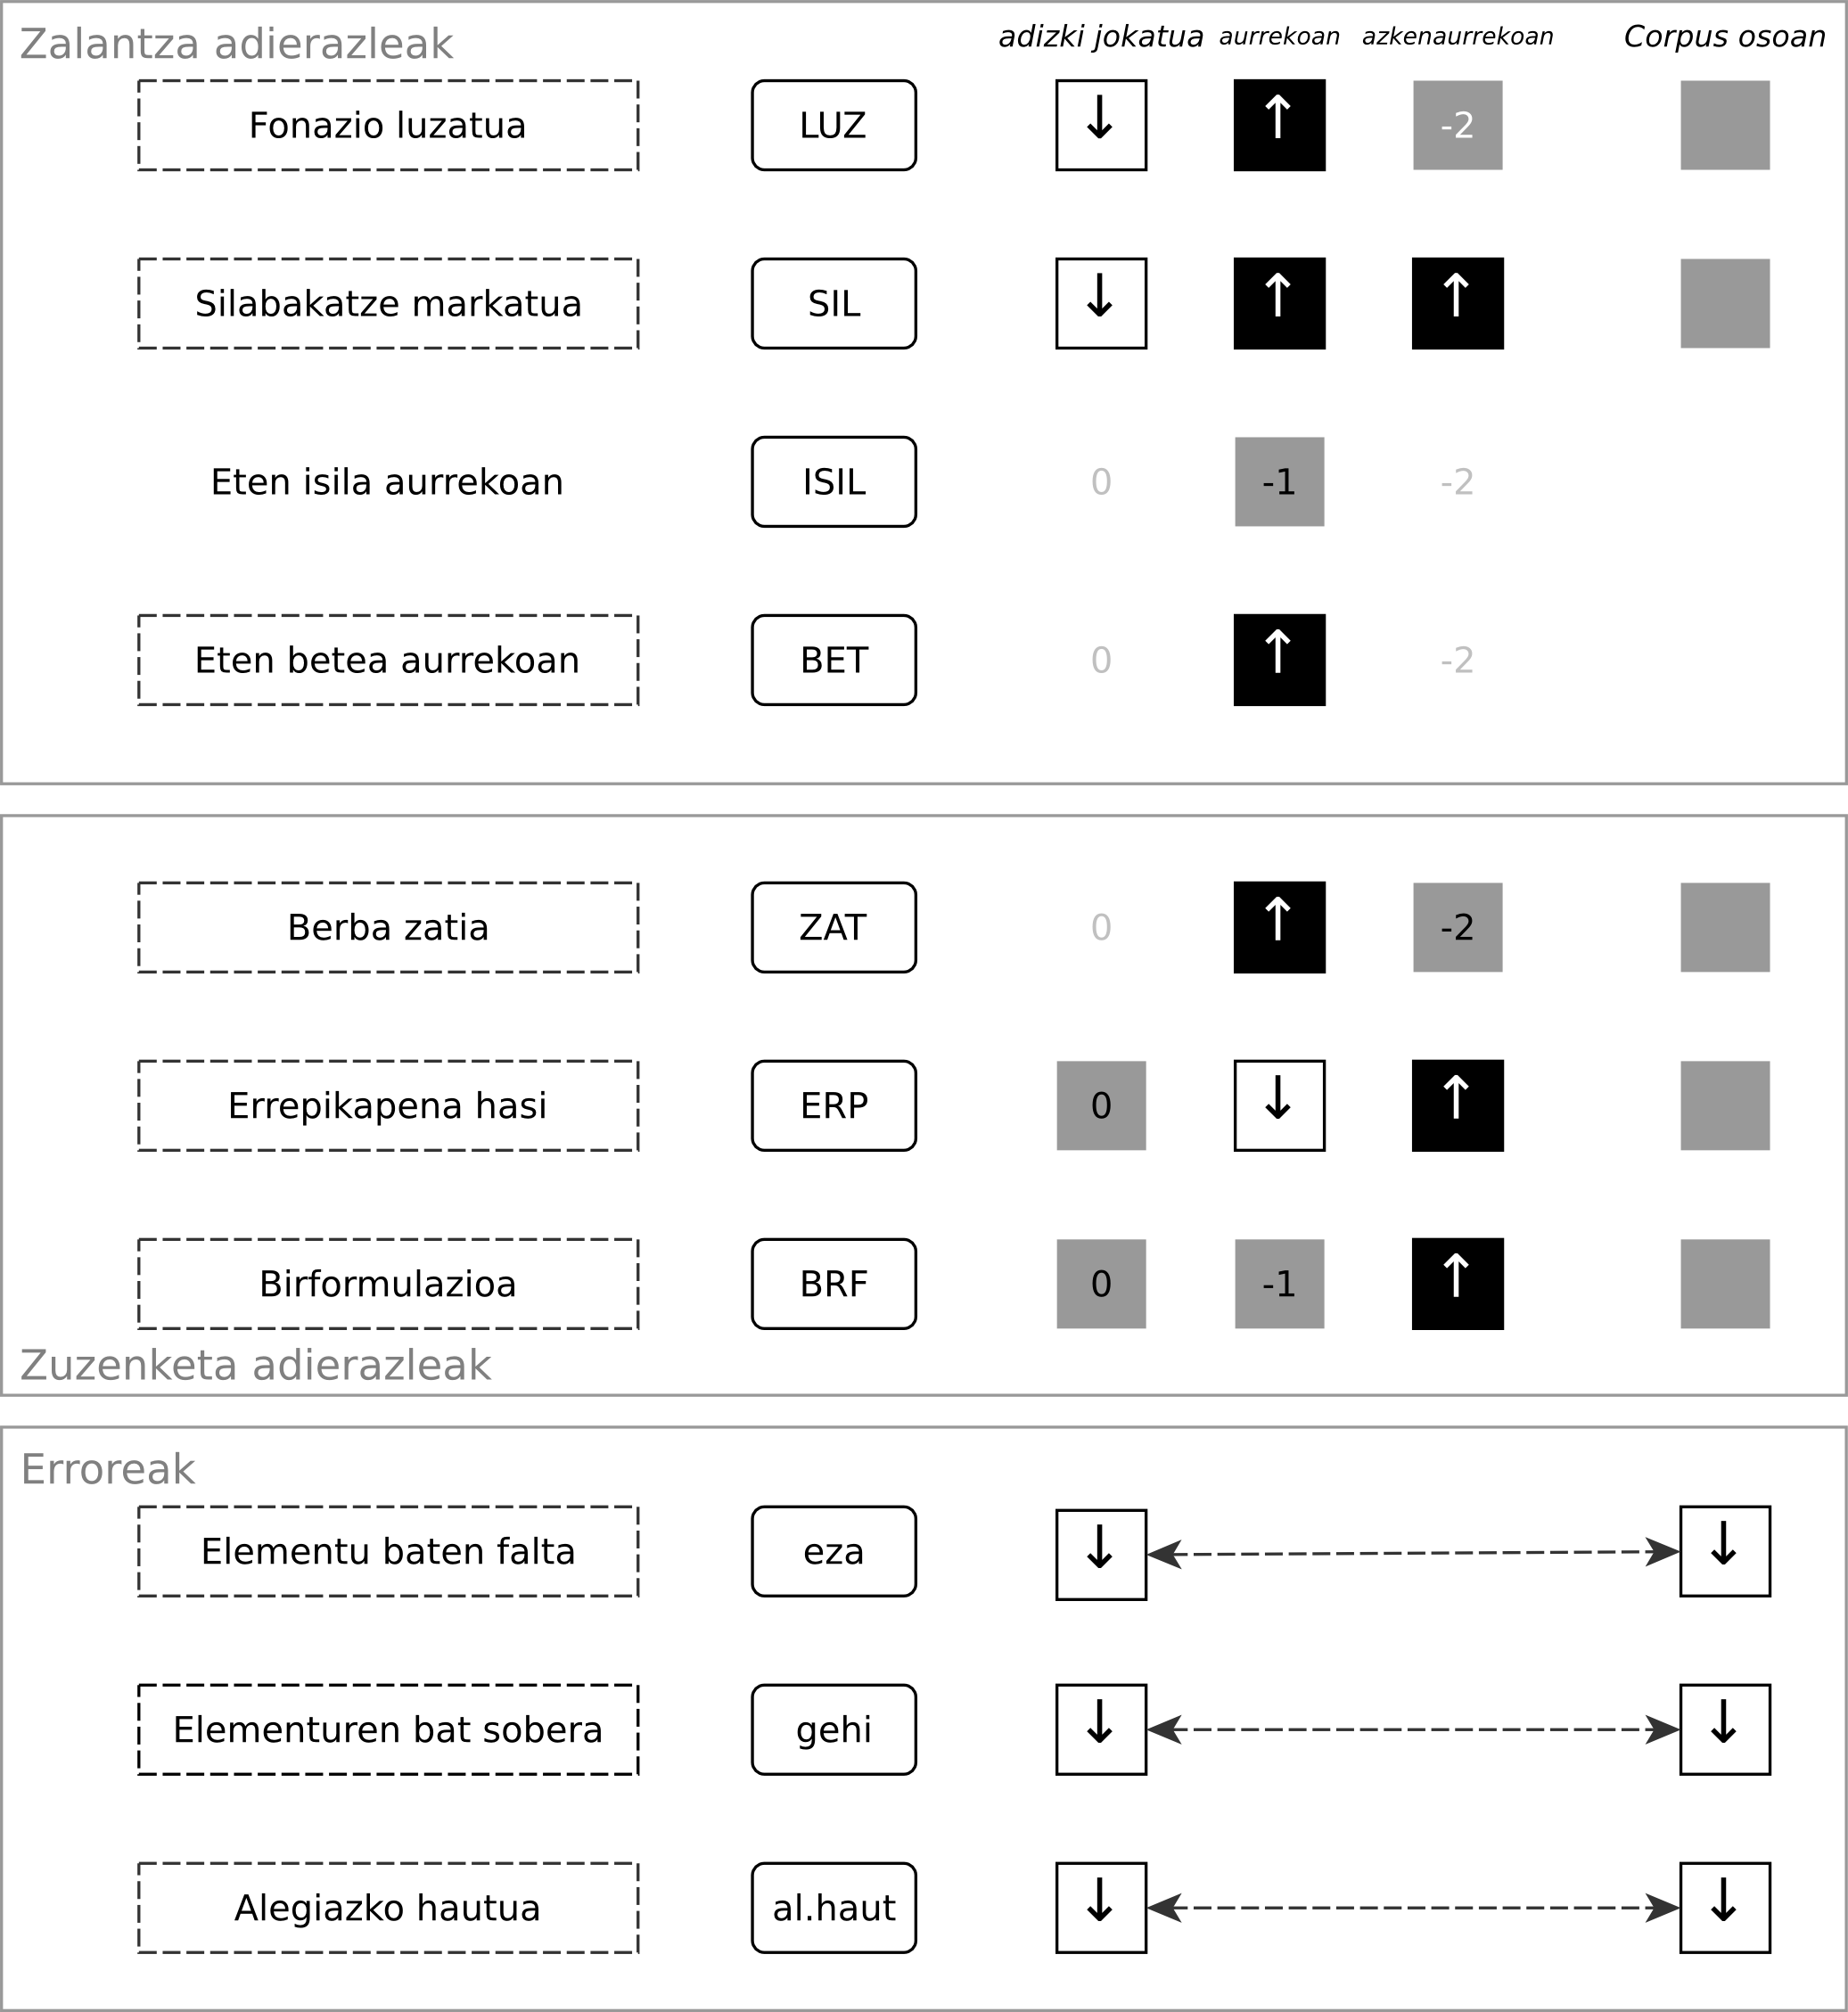 Zalantza adierazleak adizki jokatua aurrekoan azkenaurrekoan Corpus osoan
Fonazio luzatua LUZ ↓ ↑ -2
Silabakatze markatua SIL ↓ ↑ ↑
Eten isila aurrekoan ISIL 0 -1 -2
Eten betea aurrekoan BET 0 ↑ -2
Berba zatia ZAT 0 ↑ -2
Errepikapena hasi ERP 0 ↓ ↑
Birformulazioa BRF 0 -1 ↑
Zuzenketa adierazleak
Erroreak
Elementu baten falta eza ↓ ↓
Elementuren bat sobera gehi ↓ ↓
Alegiazko hautua al.haut ↓ ↓